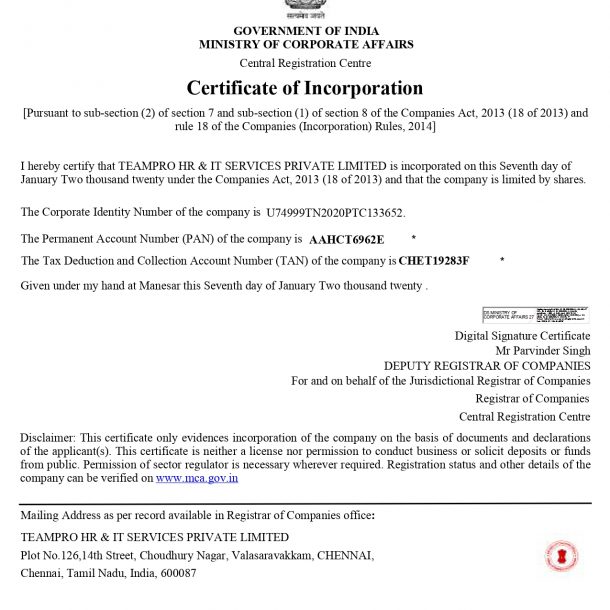 सत्यमेव जयते
GOVERNMENT OF INDIA
MINISTRY OF CORPORATE AFFAIRS
Central Registration Centre
Certificate of Incorporation
[Pursuant to sub-section (2) of section 7 and sub-section (1) of section 8 of the Companies Act, 2013 (18 of 2013) and
rule 18 of the Companies (Incorporation) Rules, 2014]
I hereby certify that TEAMPRO HR & IT SERVICES PRIVATE LIMITED is incorporated on this Seventh day of
January Two thousand twenty under the Companies Act, 2013 (18 of 2013) and that the company is limited by shares.
The Corporate Identity Number of the company is U74999TN2020PTC133652.
The Permanent Account Number (PAN) of the company is AAHCT6962E *
The Tax Deduction and Collection Account Number (TAN) of the company is CHET19283F *
Given under my hand at Manesar this Seventh day of January Two thousand twenty .
DS MINISTRY OF
CORPORATE AFFAIRS 27
Digital Signature Certificate
Mr Parvinder Singh
DEPUTY REGISTRAR OF COMPANIES
For and on behalf of the Jurisdictional Registrar of Companies
Registrar of Companies
Central Registration Centre
Disclaimer: This certificate only evidences incorporation of the company on the basis of documents and declarations
of the applicant(s). This certificate is neither a license nor permission to conduct business or solicit deposits or funds
from public. Permission of sector regulator is necessary wherever required. Registration status and other details of the
company can be verified on www.mca.gov.in
Mailing Address as per record available in Registrar of Companies office:
TEAMPRO HR & IT SERVICES PRIVATE LIMITED
Plot No.126,14th Street, Choudhury Nagar, Valasaravakkam, CHENNAI,
Chennai, Tamil Nadu, India, 600087